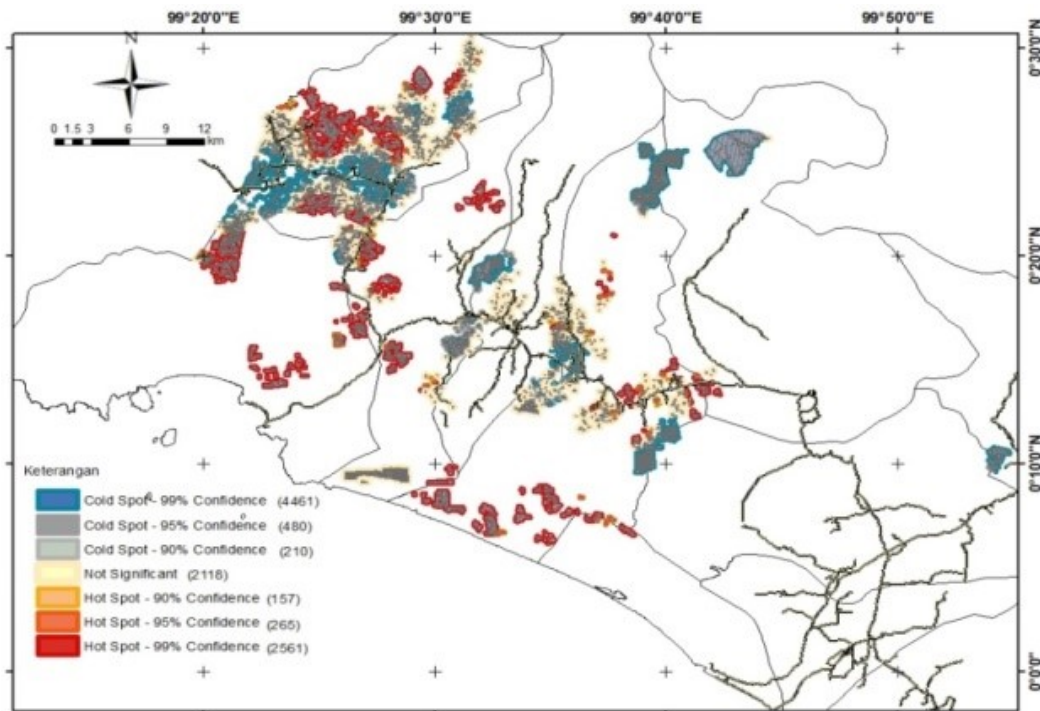 99°20'0"E 99°30'0"E 99°40'0"E 99°50'0"E
0°30'0"N
N
0 1.5 3 6 9 12
km
0°20'0"N
0°10'0"N
Keterangan
Cold Spot - 99% Confidence (4461)
Cold Spot - 95% Confidence (480)
Cold Spot - 90% Confidence (210)
Not Significant (2118)
Hot Spot - 90% Confidence (157)
Hot Spot - 95% Confidence (265)
Hot Spot - 99% Confidence (2561)
0°0'0"